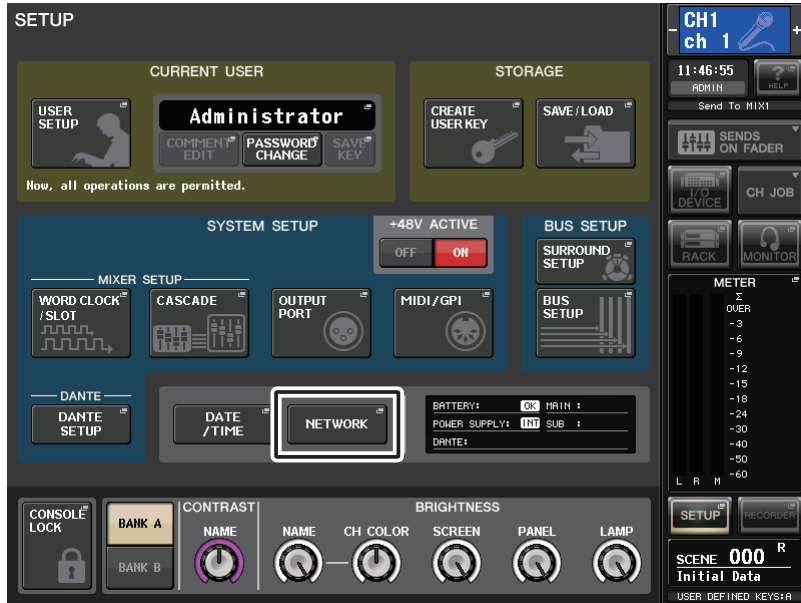 SETUP
CURRENT USER
USER
SETUP
Administrator
COMMENT
EDIT
PASSWORD
CHANGE
SAVE
KEY
Now, all operations are permitted.
STORAGE
CREATE
USER KEY
SAVE/LOAD
SYSTEM SETUP
+48V ACTIVE
OFF
ON
MIXER SETUP
WORD CLOCK
/SLOT
CASCADE
OUTPUT
PORT
MIDI/GPI
BUS SETUP
SURROUND
SETUP
BUS
SETUP
DANTE
DANTE
SETUP
DATE
/TIME
NETWORK
BATTERY: OK MAIN :
POWER SUPPLY: INT SUB :
DANTE:
CONSOLE
LOCK
BANK A
BANK B
CONTRAST
NAME
BRIGHTNESS
NAME
CH COLOR
SCREEN
PANEL
LAMP
- CH1 +
ch 1
11:46:55
ADMIN
?
HELP
Send To MIX1
SENDS
ON FADER
I/O
DEVICE
CH JOB
RACK
MONITOR
METER
Σ
OVER
-3
-6
-9
-12
-15
-18
-24
-30
-40
-50
-60
L R M
SETUP
RECORDER
SCENE 000 R
Initial Data
USER DEFINED KEYS:A